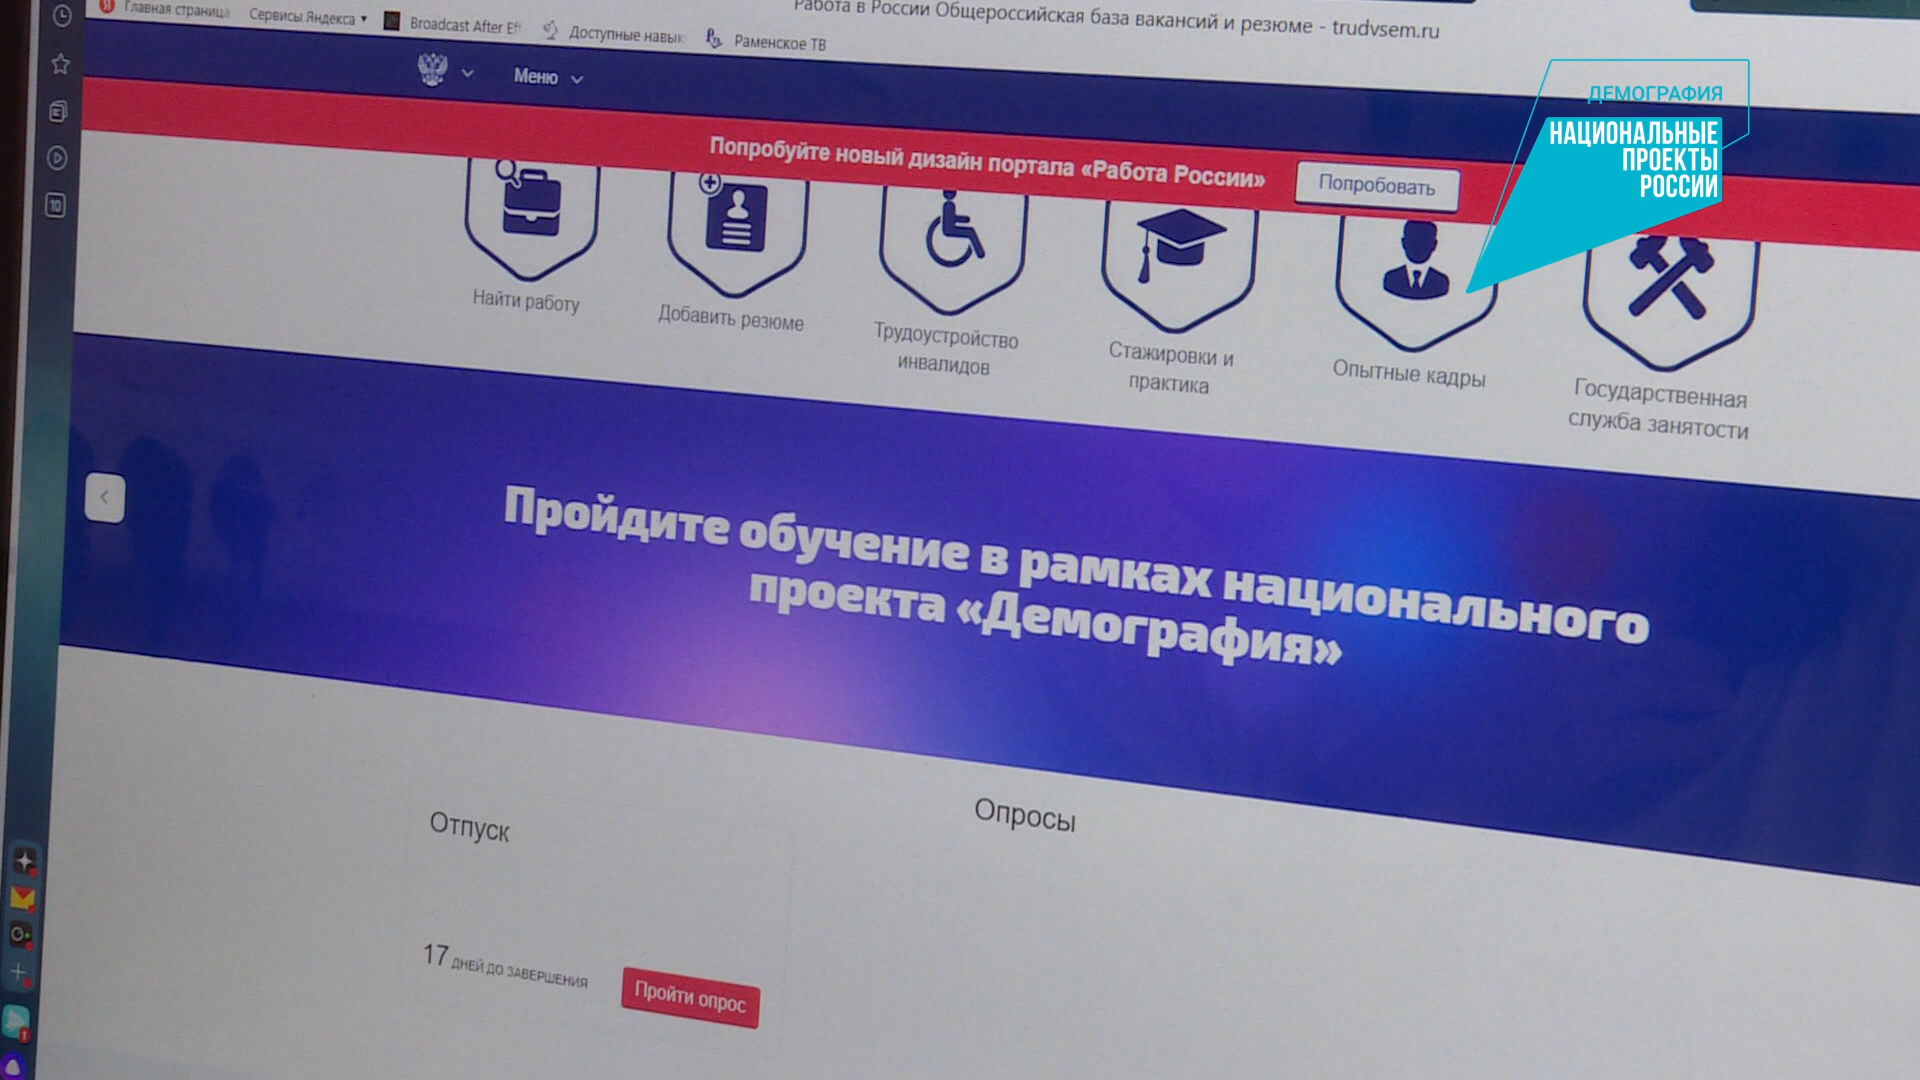 Главная страница
Сервисы Яндекса
Broadcast After Eff
Доступные навык
Раменское ТВ
Работа в России Общероссийская база вакансий и резюме - trudvsem.ru
Меню
ДЕМОГРАФИЯ
НАЦИОНАЛЬНЫЕ
ПРОЕКТЫ
РОССИИ
Попробуйте новый дизайн портала «Работа России»
Попробовать
10
Найти работу
Добавить резюме
Трудоустройство
инвалидов
Стажировки и
практика
Опытные кадры
Государственная
служба занятости
Пройдите обучение в рамках национального
проекта «Демография»
Отпуск
Опросы
17 ДНЕЙ ДО ЗАВЕРШЕНИЯ
Пройти опрос
1